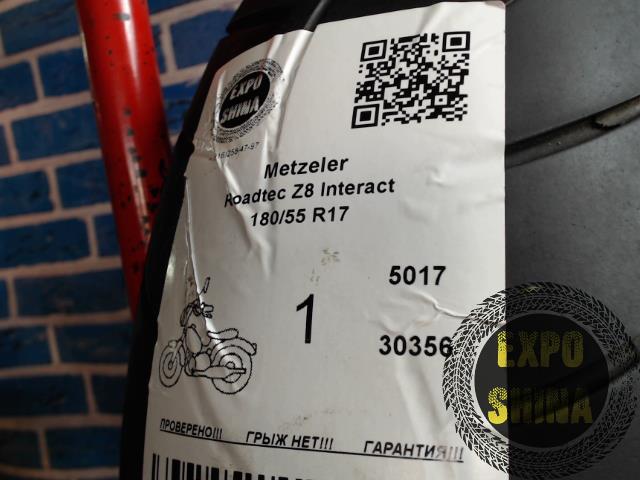 EXPO
SHINA
Metzeler
Roadtec Z8 Interact
180/55 R17
5017
1
30356
ПРОВЕРЕНО!!! ГРЫЖ НЕТ!!! ГАРАНТИЯ!!!
EXPO
SHINA